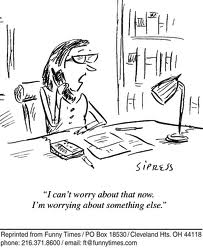 SIPRESS
“I can't worry about that now.
I'm worrying about something else.”
Reprinted from Funny Times / PO Box 18530 / Cleveland Hts. OH 44118
phone: 216.371.8600 / email: ft@funnytimes.com